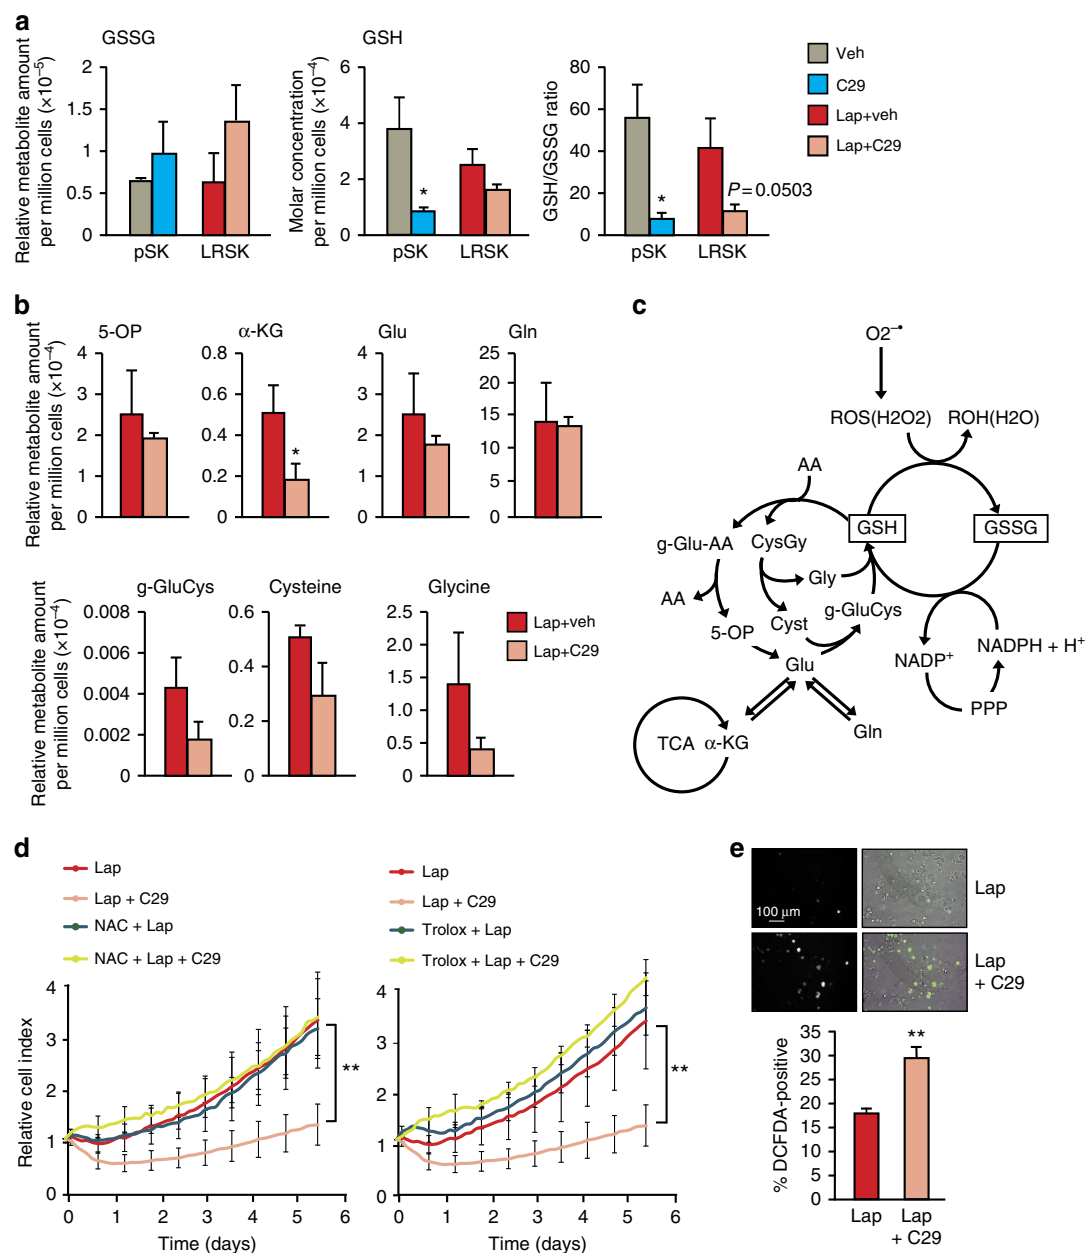 a
GSSG
GSH
Relative metabolite amount
per million cells (×10⁻⁵)
2
1.5
1
0.5
0
pSK
LRSK
Molar concentration
per million cells (×10⁻⁴)
6
4
2
0
*
pSK
LRSK
GSH/GSSG ratio
80
60
40
20
0
*
P=0.0503
pSK
LRSK
Veh
C29
Lap+veh
Lap+C29
b
Relative metabolite amount
per million cells (×10⁻⁴)
5-OP
4
3
2
1
0
α-KG
0.8
0.6
0.4
0.2
0
*
Glu
4
3
2
1
0
Gln
25
20
15
10
5
0
Relative metabolite amount
per million cells (×10⁻⁴)
g-GluCys
0.008
0.006
0.004
0.002
0
Cysteine
0.6
0.4
0.2
0
Glycine
2.5
2.0
1.5
1.0
0.5
0
Lap+veh
Lap+C29
c
O2⁻•
ROS(H2O2)
ROH(H2O)
AA
GSH
GSSG
g-Glu-AA
CysGy
Gly
AA
g-GluCys
5-OP
Cyst
Glu
NADP⁺
NADPH + H⁺
PPP
Gln
TCA
α-KG
d
Lap
Lap + C29
NAC + Lap
NAC + Lap + C29
Relative cell index
4
3
2
1
0
**
0 1 2 3 4 5 6
Time (days)
Lap
Lap + C29
Trolox + Lap
Trolox + Lap + C29
4
3
2
1
0
**
0 1 2 3 4 5 6
Time (days)
e
100 μm
Lap
Lap
+ C29
% DCFDA-positive
35
30
25
20
15
10
5
0
**
Lap
Lap
+ C29